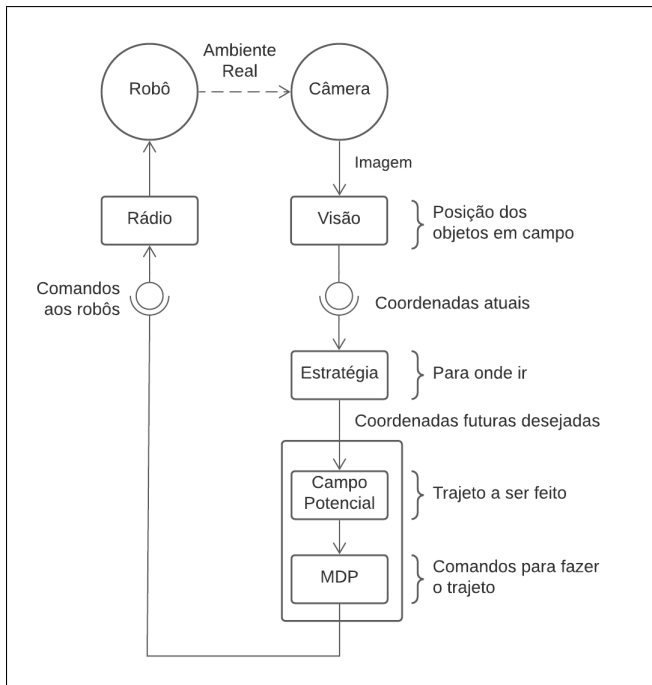 Ambiente
Real
Robô
Câmera
Imagem
Rádio
Visão
Posição dos
objetos em campo
Comandos
aos robôs
Coordenadas atuais
Estratégia
Para onde ir
Coordenadas futuras desejadas
Campo
Potencial
Trajeto a ser feito
MDP
Comandos para fazer
o trajeto